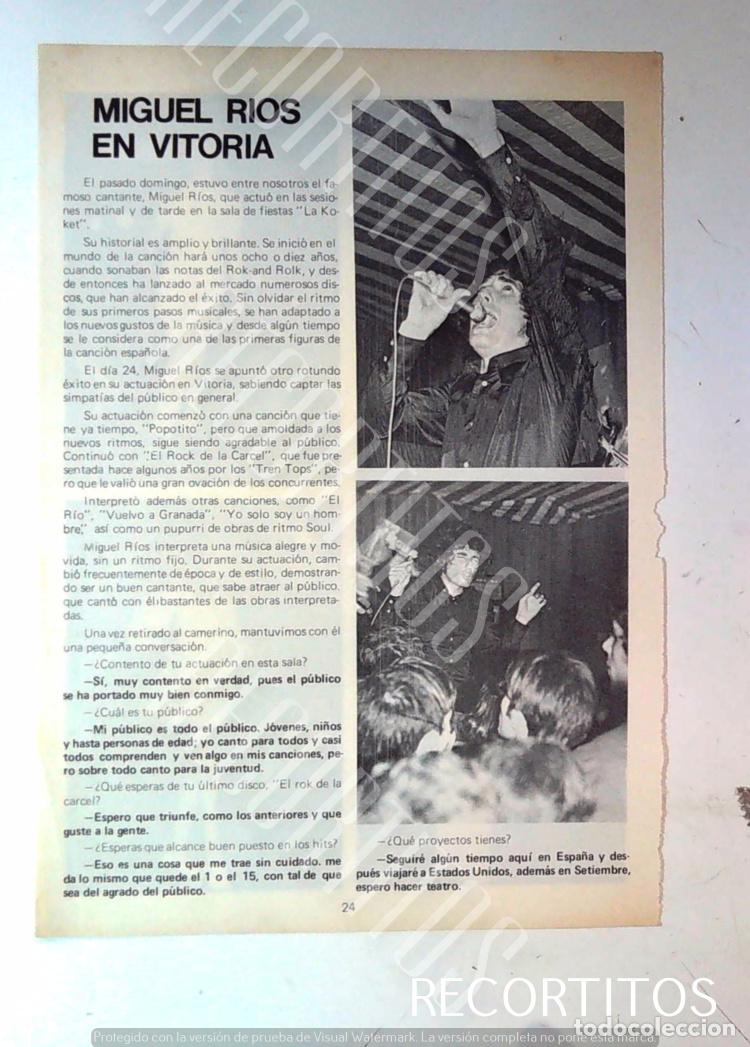 MIGUEL RIOS
EN VITORIA
El pasado domingo, estuvo entre nosotros el fa-
moso cantante, Miguel Ríos, que actuó en las sesio-
nes matinal y de tarde en la sala de fiestas "La Ko-
ket".
Su historial es amplio y brillante. Se inició en el
mundo de la canción hará unos ocho o diez años,
cuando sonaban las notas del Rok-and Rolk, y des-
de entonces ha lanzado al mercado numerosos dis-
cos, que han alcanzado el éxito. Sin olvidar el ritmo
de sus primeros pasos musicales, se han adaptado a
los nuevos gustos de la música y desde algún tiempo
se le considera como una de las primeras figuras de
la canción española.
El día 24, Miguel Ríos se apuntó otro rotundo
éxito en su actuación en Vitoria, sabiendo captar las
simpatías del público en general.
Su actuación comenzó con una canción que tie-
ne ya tiempo, "Popotito", pero que amoldada a los
nuevos ritmos, sigue siendo agradable al público.
Continuó con "El Rock de la Carcel", que fue pre-
sentada hace algunos años por los "Tren Tops", pe-
ro que le valió una gran ovación de los concurrentes.
Interpretó además otras canciones, como "El
Río", "Vuelvo a Granada", "Yo solo soy un hom-
bre", así como un pupurri de obras de ritmo Soul.
Miguel Ríos interpreta una música alegre y mo-
vida, sin un ritmo fijo. Durante su actuación, cam-
bió frecuentemente de época y de estilo, demostran-
do ser un buen cantante, que sabe atraer al público,
que cantó con él bastantes de las obras interpreta-
das.
Una vez retirado al camerino, mantuvimos con él
una pequeña conversación.
—¿Contento de tu actuación en esta sala?
—Sí, muy contento en verdad, pues el público
se ha portado muy bien conmigo.
—¿Cuál es tu público?
—Mi público es todo el público. Jóvenes, niños
y hasta personas de edad; yo canto para todos y casi
todos comprenden y ven algo en mis canciones, pe-
ro sobre todo canto para la juventud.
—¿Qué esperas de tu último disco, "El rok de la
carcel?
—Espero que triunfe, como los anteriores y que
guste a la gente.
—¿Esperas que alcance buen puesto en los hits?
—Eso es una cosa que me trae sin cuidado. me
da lo mismo que quede el 1 o el 15, con tal de que
sea del agrado del público.
—¿Qué proyectos tienes?
—Seguiré algún tiempo aquí en España y des-
pués viajaré a Estados Unidos, además en Setiembre,
espero hacer teatro.
24
RECORTITOS
todocoleccion
Protegido con la versión de prueba de Visual Watermark. La versión completa no pone esta marca.